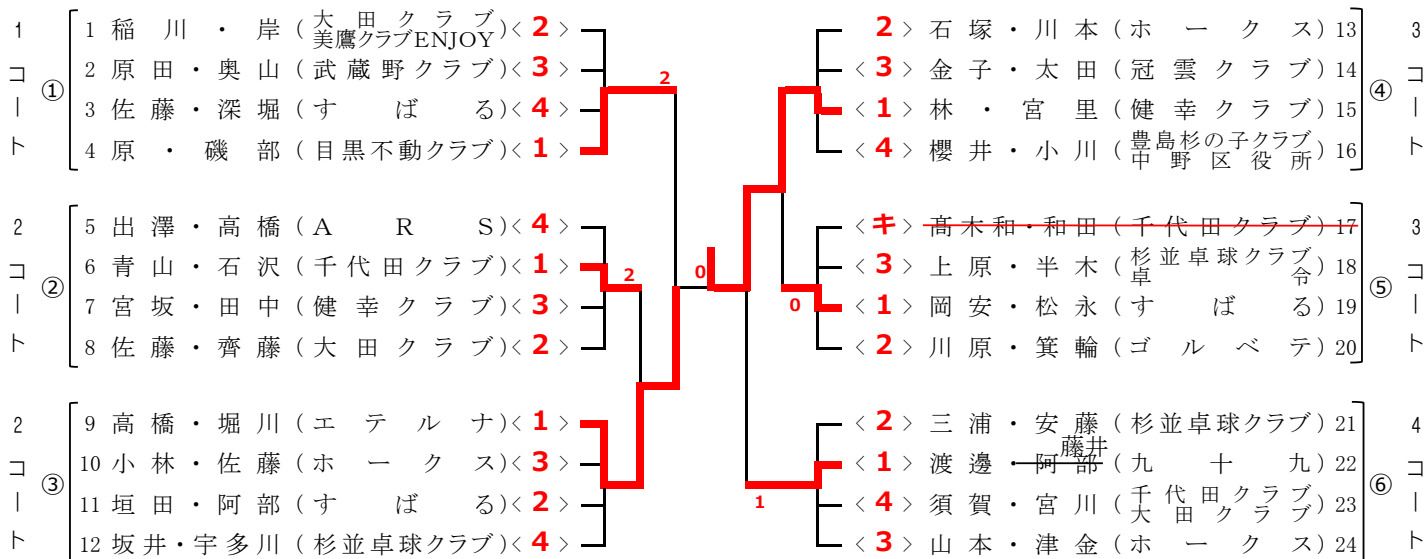 1コート
①
1 稲川・岸(大田クラブ 美鷹クラブENJOY)<2>
2 原田・奥山(武蔵野クラブ)<3>
3 佐藤・深堀(すばる)<4>
4 原・磯部(目黒不動クラブ)<1>
2
2コート
②
5 出澤・高橋(ARS)<4>
6 青山・石沢(千代田クラブ)<1>
7 宮坂・田中(健幸クラブ)<3>
8 佐藤・齊藤(大田クラブ)<2>
2
2コート
③
9 高橋・堀川(エテルナ)<1>
10 小林・佐藤(ホークス)<3>
11 垣田・阿部(すばる)<2>
12 坂井・宇多川(杉並卓球クラブ)<4>
0
2>石塚・川本(ホークス)13
<3>金子・太田(冠雲クラブ)14
<1>林・宮里(健幸クラブ)15
<4>櫻井・小川(豊島杉の子クラブ 中野区役所)16
④
3コート
<キ>髙木和・和田(千代田クラブ)17
<3>上原・半木(杉並卓球クラブ 卓令)18
<1>岡安・松永(すばる)19
<2>川原・箕輪(ゴルベテ)20
⑤
3コート
0
<2>三浦・安藤(杉並卓球クラブ)21
藤井
<1>渡邊・阿部(九十九)22
<4>須賀・宮川(千代田クラブ 大田クラブ)23
<3>山本・津金(ホークス)24
⑥
4コート
1